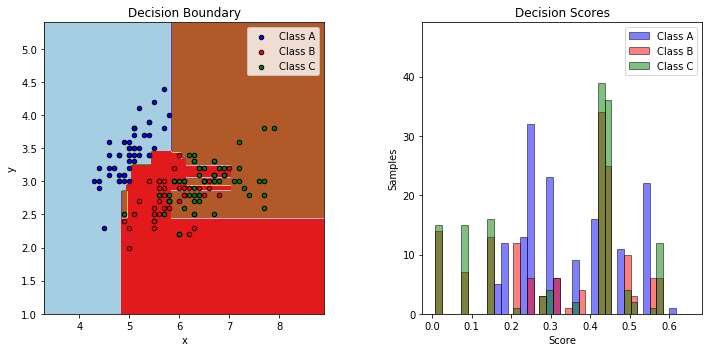 Decision Boundary
Class A
Class B
Class C
y
5.0
4.5
4.0
3.5
3.0
2.5
2.0
1.5
1.0
4
5
6
7
8
x
Decision Scores
Class A
Class B
Class C
Samples
40
30
20
10
0
0.0
0.1
0.2
0.3
0.4
0.5
0.6
Score